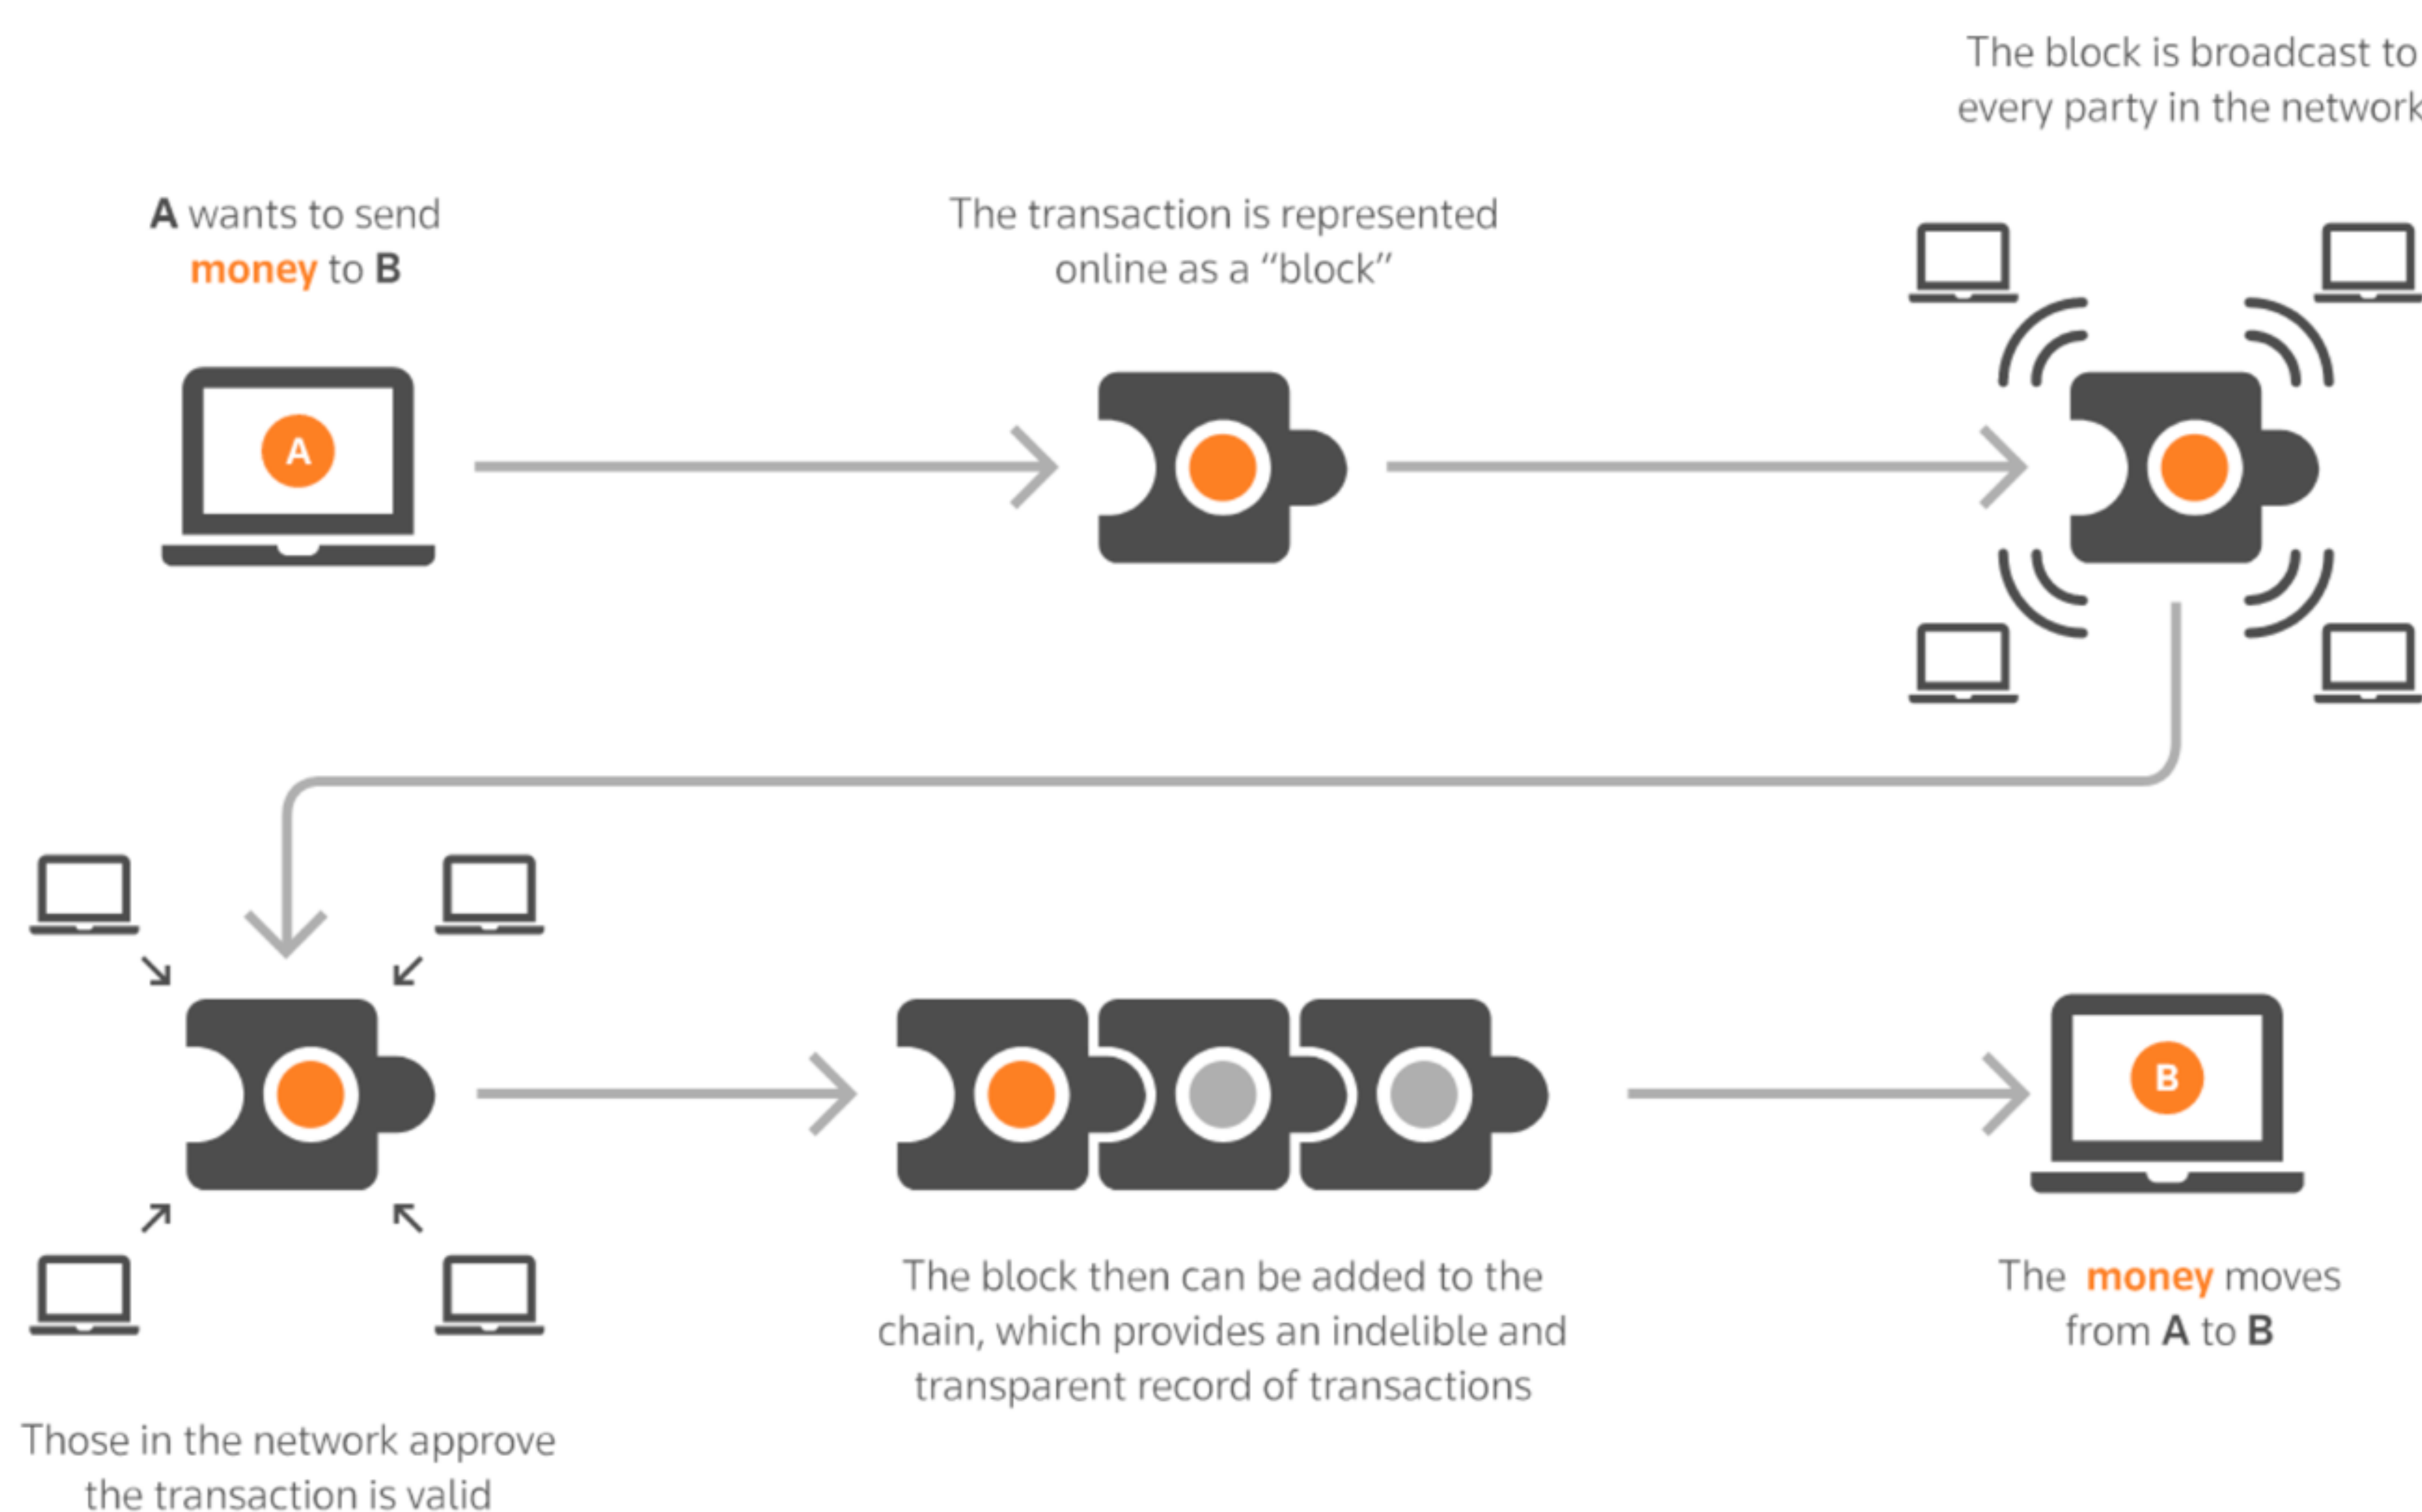 A wants to send
money to B
A
The transaction is represented
online as a “block”
The block is broadcast to
every party in the network
Those in the network approve
the transaction is valid
The block then can be added to the
chain, which provides an indelible and
transparent record of transactions
B
The money moves
from A to B